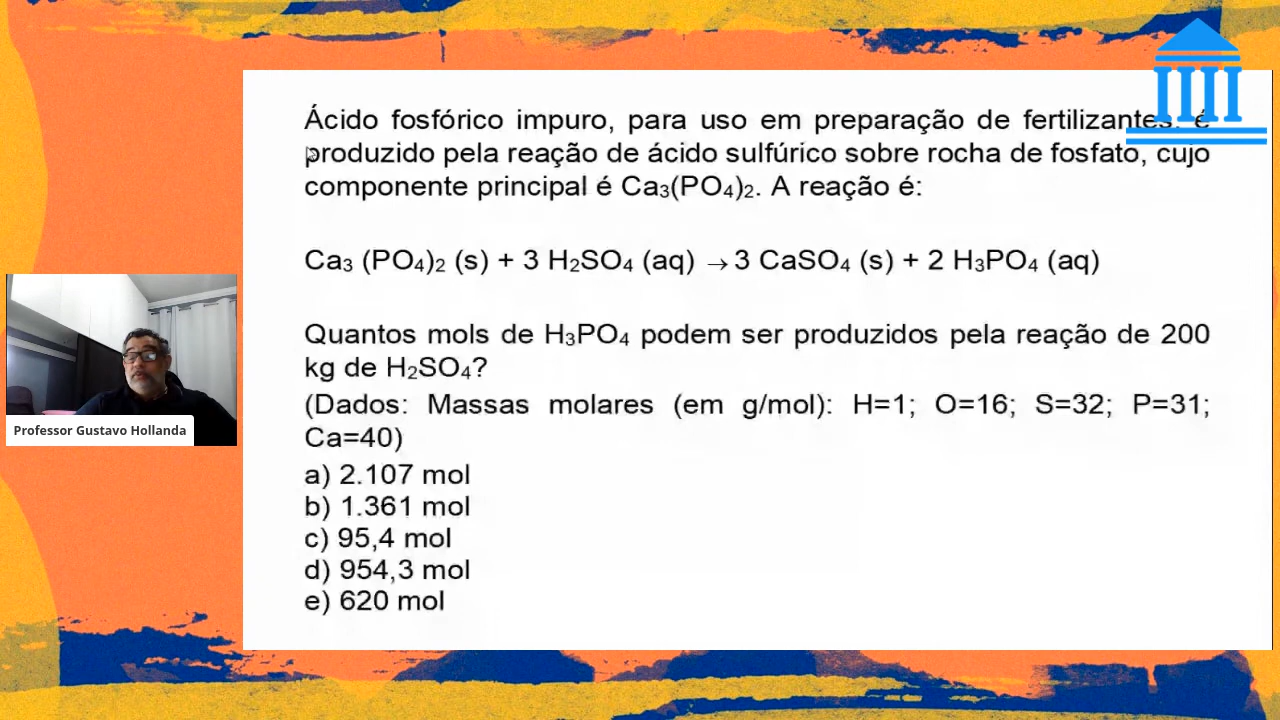 Ácido fosfórico impuro, para uso em preparação de fertilizantes, é
produzido pela reação de ácido sulfúrico sobre rocha de fosfato, cujo
componente principal é Ca₃(PO₄)₂. A reação é:
Ca₃ (PO₄)₂ (s) + 3 H₂SO₄ (aq) → 3 CaSO₄ (s) + 2 H₃PO₄ (aq)
Quantos mols de H₃PO₄ podem ser produzidos pela reação de 200
kg de H₂SO₄?
(Dados: Massas molares (em g/mol): H=1; O=16; S=32; P=31;
Ca=40)
a) 2.107 mol
b) 1.361 mol
c) 95,4 mol
d) 954,3 mol
e) 620 mol
Professor Gustavo Hollanda